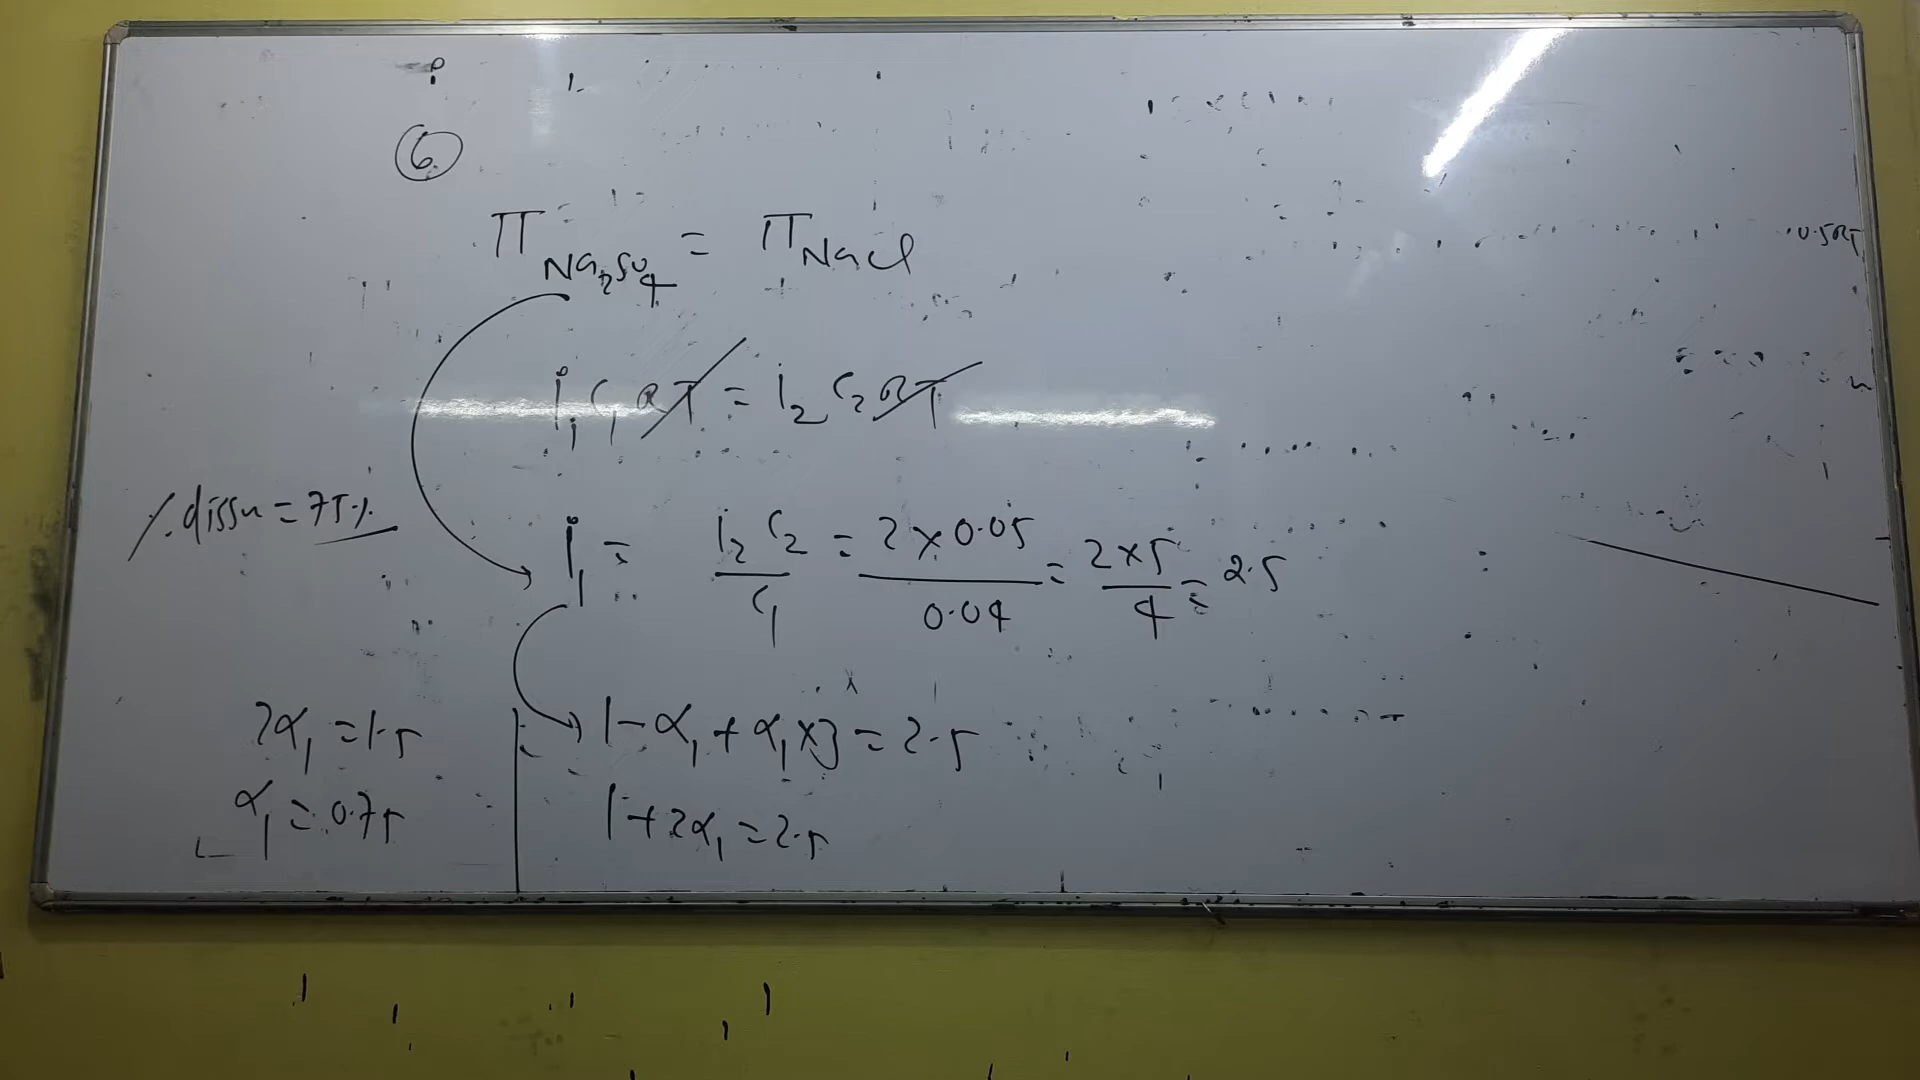 6
π Na₂SO₄ = π NaCl
i₁ C₁ RT = i₂ C₂ RT
i₁ = i₂ C₂ / C₁ = 2 × 0.05 / 0.04 = 2 × 5 / 4 = 2.5
1 - α₁ + α₁ × 3 = 2.5
1 + 2α₁ = 2.5
2α₁ = 1.5
α₁ = 0.75
% dissn = 75%
0.5RT